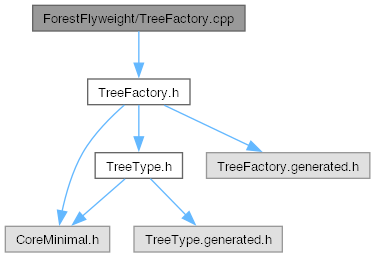 ForestFlyweight/TreeFactory.cpp
TreeFactory.h
TreeType.h
TreeFactory.generated.h
CoreMinimal.h
TreeType.generated.h